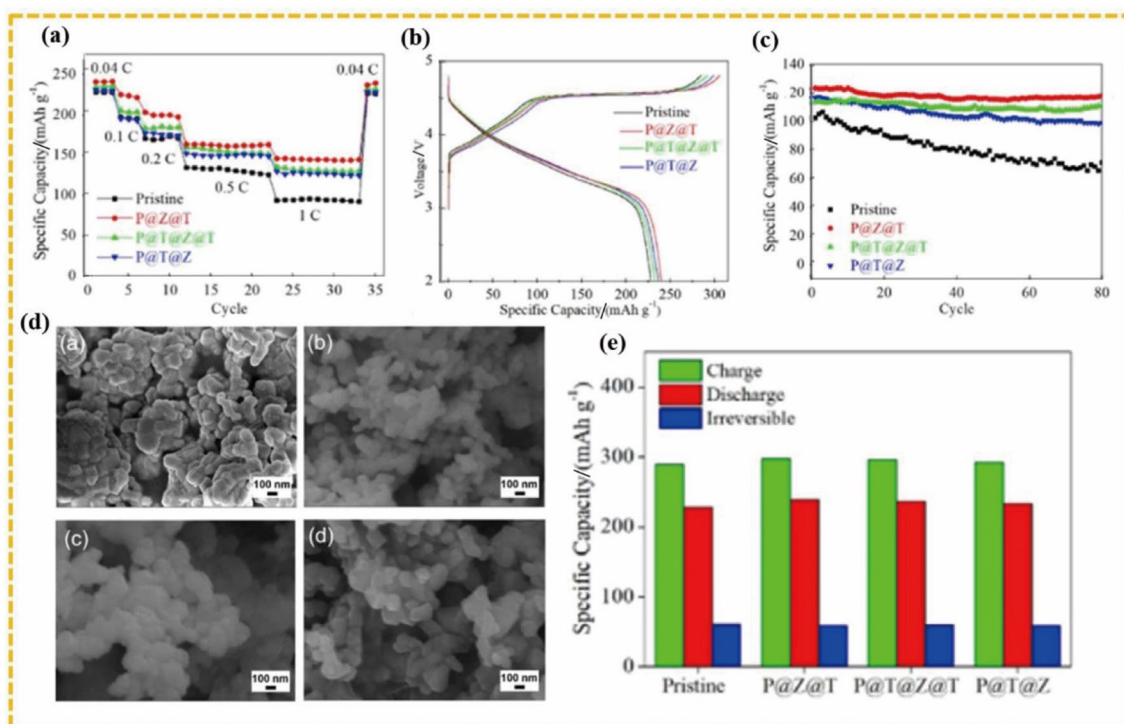 (a)
250
200
150
100
50
0
Specific Capacity/(mAh g⁻¹)
0.04 C
0.1 C
0.2 C
0.5 C
1 C
0.04 C
Pristine
P@Z@T
P@T@Z@T
P@T@Z
0 5 10 15 20 25 30 35
Cycle
(b)
5
4
3
2
Voltage/V
Pristine
P@Z@T
P@T@Z@T
P@T@Z
0 50 100 150 200 250 300
Specific Capacity/(mAh g⁻¹)
(c)
140
120
100
80
60
40
20
0
Specific Capacity/(mAh g⁻¹)
Pristine
P@Z@T
P@T@Z@T
P@T@Z
0 20 40 60 80
Cycle
(d)
(a)
100 nm
(b)
100 nm
(c)
100 nm
(d)
100 nm
(e)
400
300
200
100
0
Specific Capacity/(mAh g⁻¹)
Charge
Discharge
Irreversible
Pristine P@Z@T P@T@Z@T P@T@Z